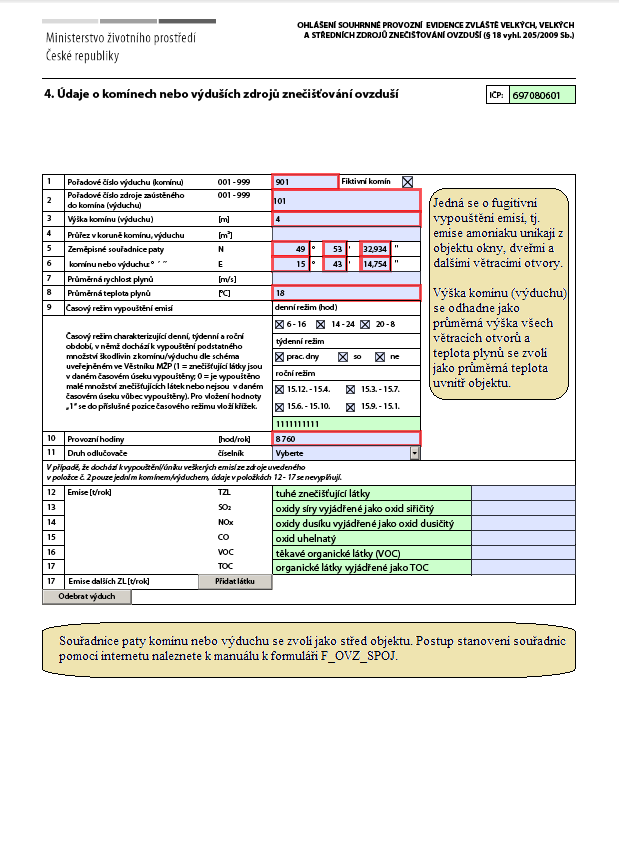 Ministerstvo životního prostředí
České republiky
OHLÁŠENÍ SOUHRNNÉ PROVOZNÍ EVIDENCE ZVLÁŠTĚ VELKÝCH, VELKÝCH
A STŘEDNÍCH ZDROJŮ ZNEČIŠŤOVÁNÍ OVZDUŠÍ (§ 18 vyhl. 205/2009 Sb.)
4. Údaje o komínech nebo výduších zdrojů znečišťování ovzduší
IČP: 697080601
1 Pořadové číslo výduchu (komínu) 001 - 999 901 Fiktivní komín
2 Pořadové číslo zdroje zaústěného 001 - 999 101
do komína (výduchu)
3 Výška komínu (výduchu) [m] 4
4 Průřez v koruně komínu, výduchu [m²]
5 Zeměpisné souřadnice paty N 49 ° 53 ' 32,934 "
6 komínu nebo výduchu: ° ´ ´´ E 15 ° 43 ' 14,754 "
7 Průměrná rychlost plynů [m/s]
8 Průměrná teplota plynů [°C] 18
9 Časový režim vypouštění emisí denní režim (hod)
6 - 16 14 - 24 20 - 8
týdenní režim
prac. dny so ne
roční režim
15.12. - 15.4. 15.3. - 15.7.
15.6. - 15.10. 15.9. - 15.1.
1111111111
Časový režim charakterizující denní, týdenní a roční
období, v němž dochází k vypouštění podstatného
množství škodlivin z komínu/výduchu dle schéma
uveřejněném ve Věstníku MŽP (1 = znečišťující látky jsou
v daném časovém úseku vypouštěny; 0 = je vypouštěno
malé množství znečišťujících látek nebo nejsou v daném
časovém úseku vůbec vypouštěny). Pro vložení hodnoty
„1“ se do příslušné pozice časového režimu vloží křížek.
10 Provozní hodiny [hod/rok] 8 760
11 Druh odlučovače číselník Vyberte
V případě, že dochází k vypouštění/úniku veškerých emisí ze zdroje uvedeného
v položce č. 2 pouze jedním komínem/výduchem, údaje v položkách 12 - 17 se nevyplňují.
12 Emise [t/rok] TZL tuhé znečišťující látky
13 SO₂ oxidy síry vyjádřené jako oxid siřičitý
14 NOx oxidy dusíku vyjádřené jako oxid dusičitý
15 CO oxid uhelnatý
16 VOC těkavé organické látky (VOC)
17 TOC organické látky vyjádřené jako TOC
17 Emise dalších ZL [t/rok] Přidat látku
Odebrat výduch
Jedná se o fugitivní
vypouštění emisí, tj.
emise amoniaku unikají z
objektu okny, dveřmi a
dalšími větracími otvory.
Výška komínu (výduchu)
se odhadne jako
průměrná výška všech
větracích otvorů a
teplota plynů se zvolí
jako průměrná teplota
uvnitř objektu.
Souřadnice paty komínu nebo výduchu se zvolí jako střed objektu. Postup stanovení souřadnic
pomocí internetu naleznete k manuálu k formuláři F_OVZ_SPOJ.